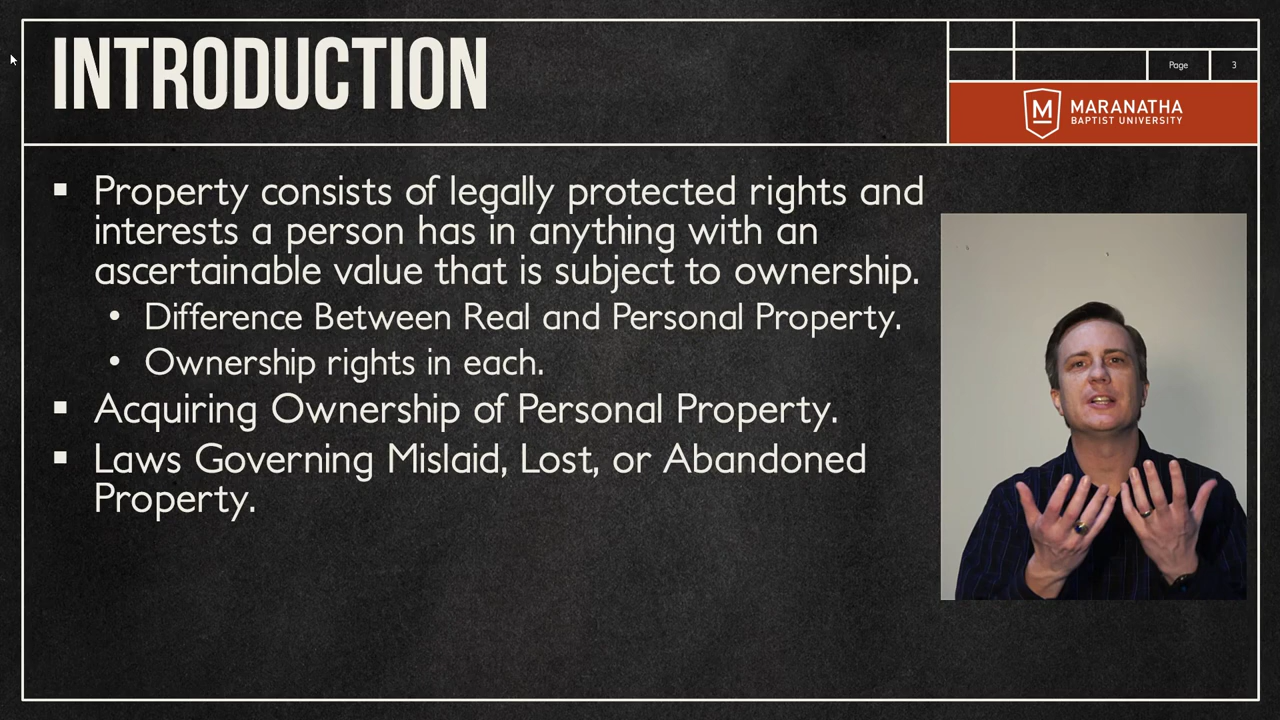 INTRODUCTION
Page 3
MARANATHA
BAPTIST UNIVERSITY
▪ Property consists of legally protected rights and
interests a person has in anything with an
ascertainable value that is subject to ownership.
• Difference Between Real and Personal Property.
• Ownership rights in each.
▪ Acquiring Ownership of Personal Property.
▪ Laws Governing Mislaid, Lost, or Abandoned
Property.